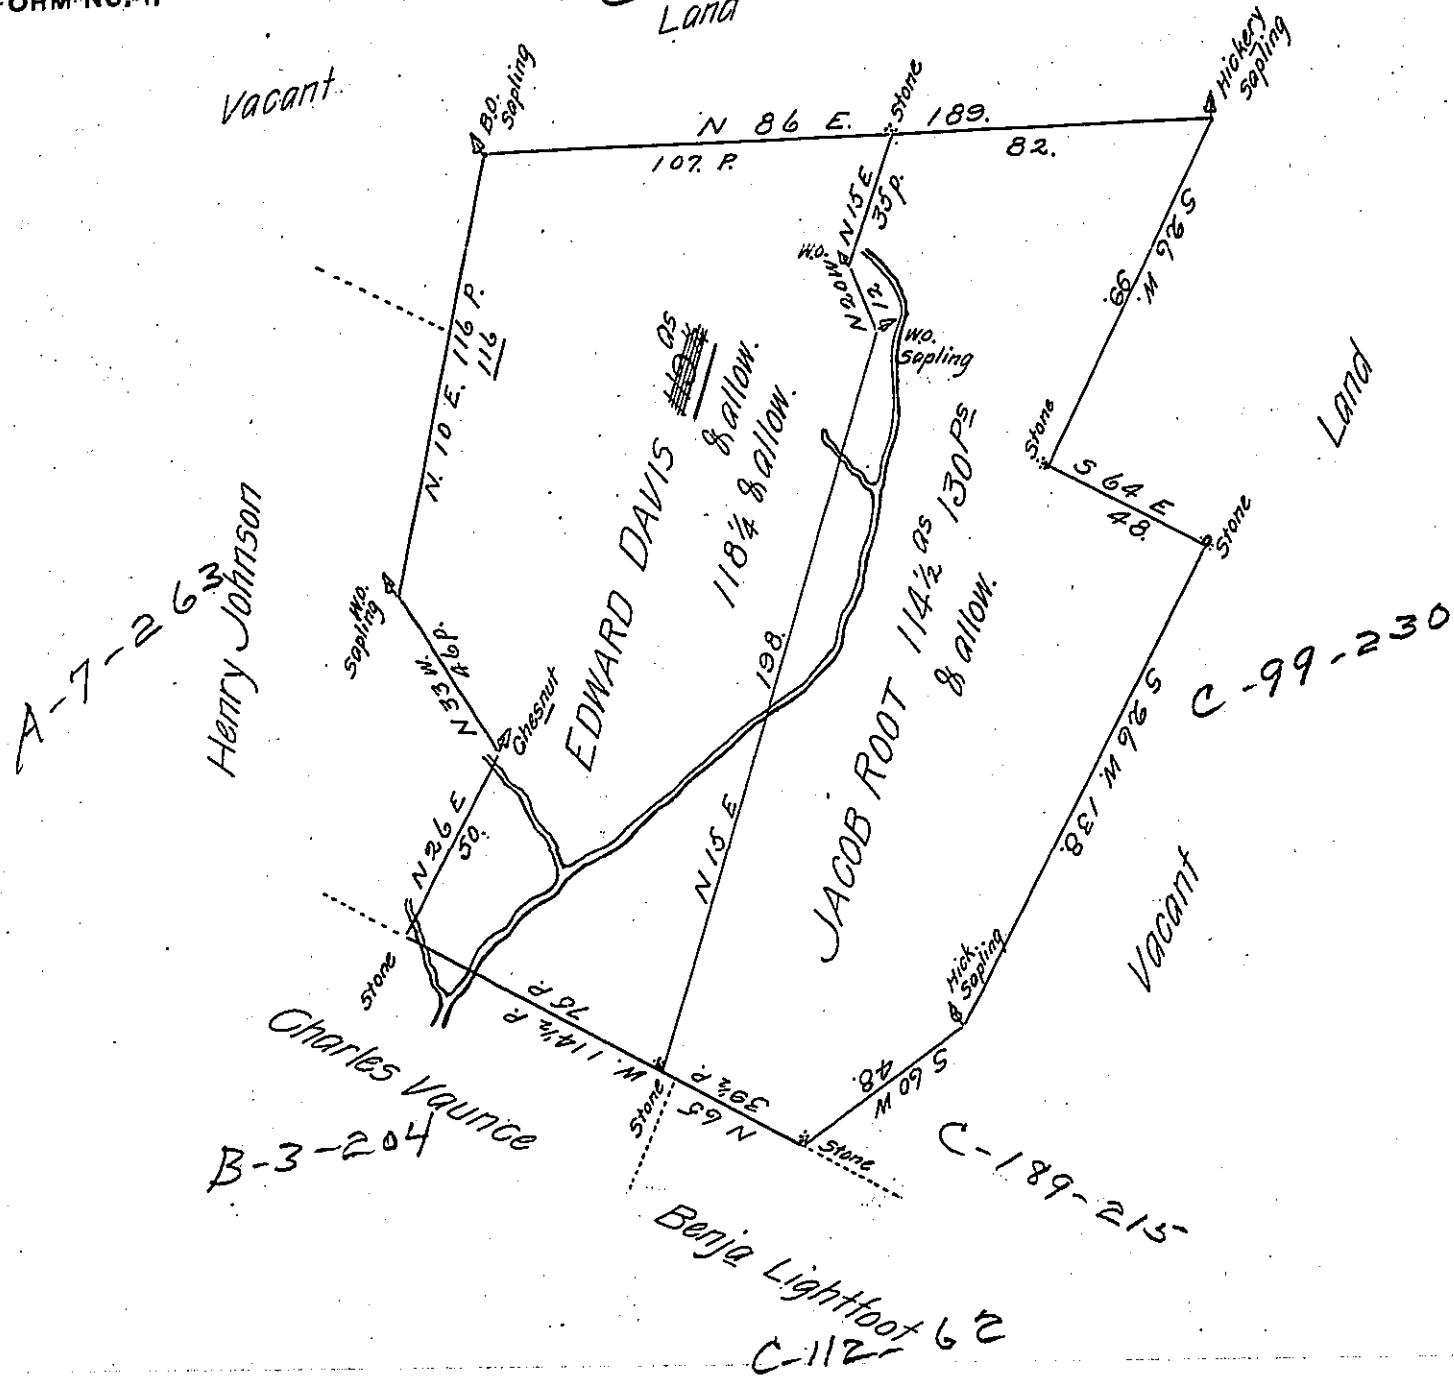 FORM NO. 1
Land
Vacant
B.O.
Sapling
Stone
Hickery
Sapling
N 86 E. 189.
107. P.
82.
N 15 E
35 p.
W.O.
N 20 W
12
W.O.
Sapling
S 26 W.
99.
N. 10 E. 116 P.
116
as
& allow.
EDWARD DAVIS
118¼ & allow.
Stone
S 64 E
48.
Stone
Land
A-7-263
Henry Johnson
W.O.
Sapling
N 33 W.
46 P.
Chesnut
N 26 E
50.
198.
N 15 E
JACOB ROOT 114½ as 130 Ps
& allow.
C-99-230
S 26 W. 138.
Vacant
Hick.
Sapling
Stone
76 P.
N 65 W. 114½ P.
39½ P.
Stone
S 60 W
48.
Stone
Charles Vaunce
B-3-204
C-189-215
Benja Lightfoot
C-112-62